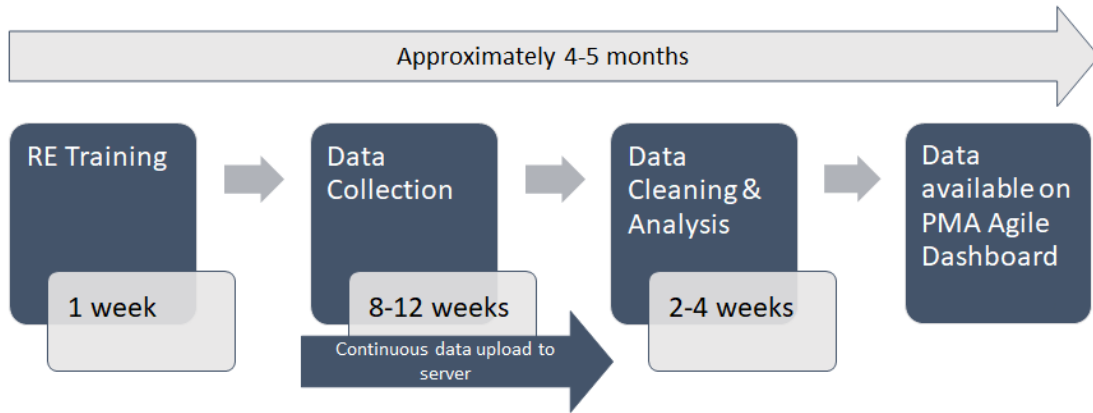 Approximately 4-5 months
RE Training
1 week
Data
Collection
8-12 weeks
Continuous data upload to
server
Data
Cleaning &
Analysis
2-4 weeks
Data
available on
PMA Agile
Dashboard